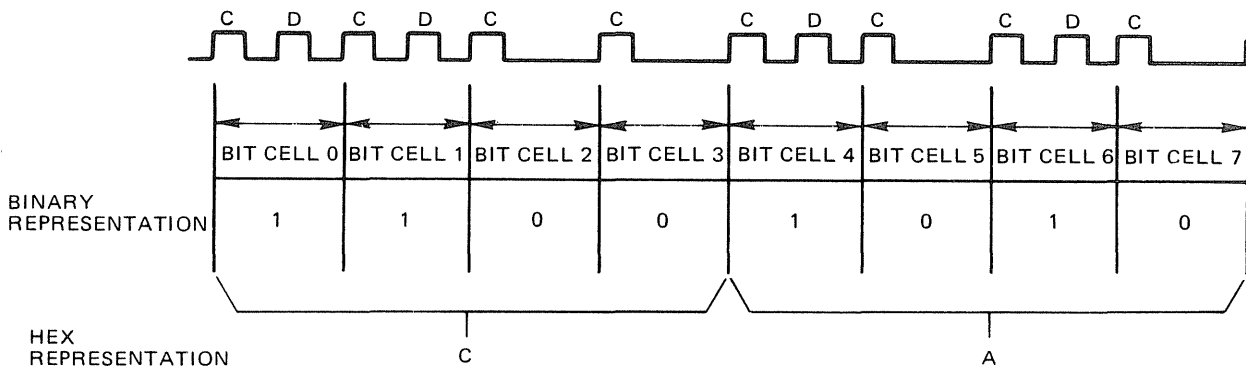 C D C D C C C D C C D C
BIT CELL 0 BIT CELL 1 BIT CELL 2 BIT CELL 3 BIT CELL 4 BIT CELL 5 BIT CELL 6 BIT CELL 7
BINARY
REPRESENTATION 1 1 0 0 1 0 1 0
HEX
REPRESENTATION C A